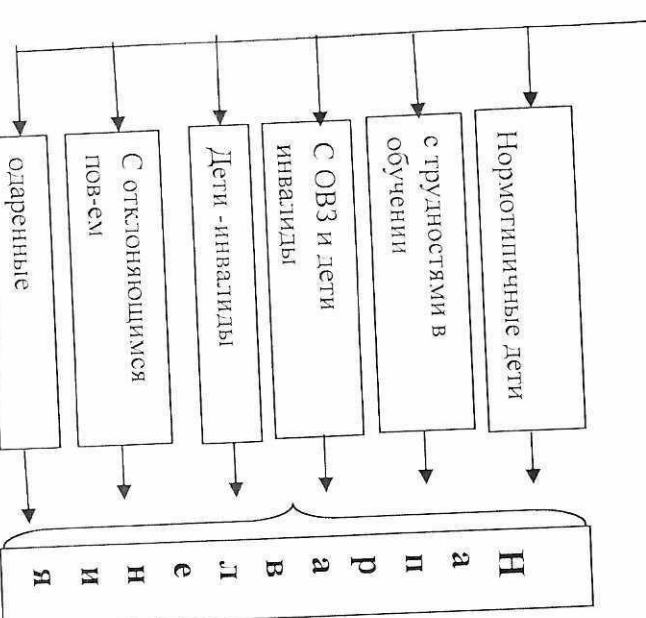 Нормотипичные дети
с трудностями в
обучении
С ОВЗ и дети
инвалиды
Дети -инвалиды
С отклоняющимся
пов-ем
одаренные
Направления